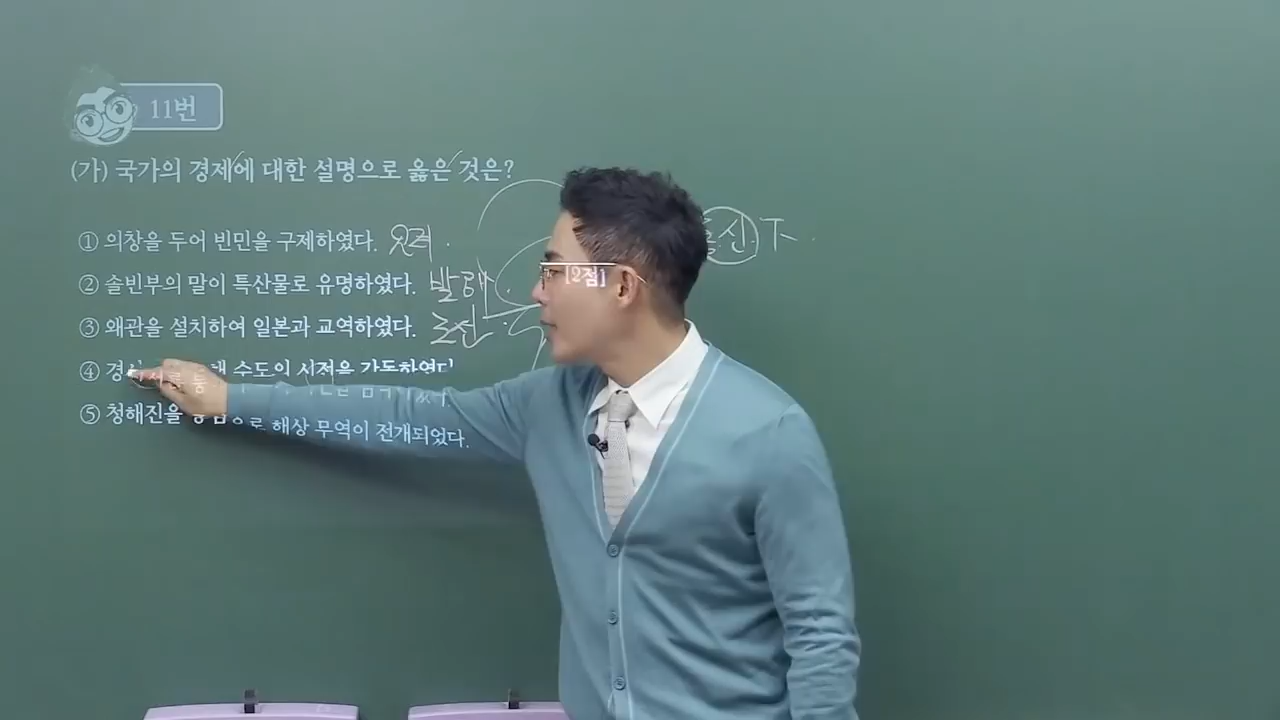 11번
(가) 국가의 경제에 대한 설명으로 옳은 것은?
[2점]
신下
① 의창을 두어 빈민을 구제하였다.
② 솔빈부의 말이 특산물로 유명하였다. 발해
③ 왜관을 설치하여 일본과 교역하였다. 조선
④ 경 수도의 시전을 감독하였다.
⑤ 청해진을 해상 무역이 전개되었다.